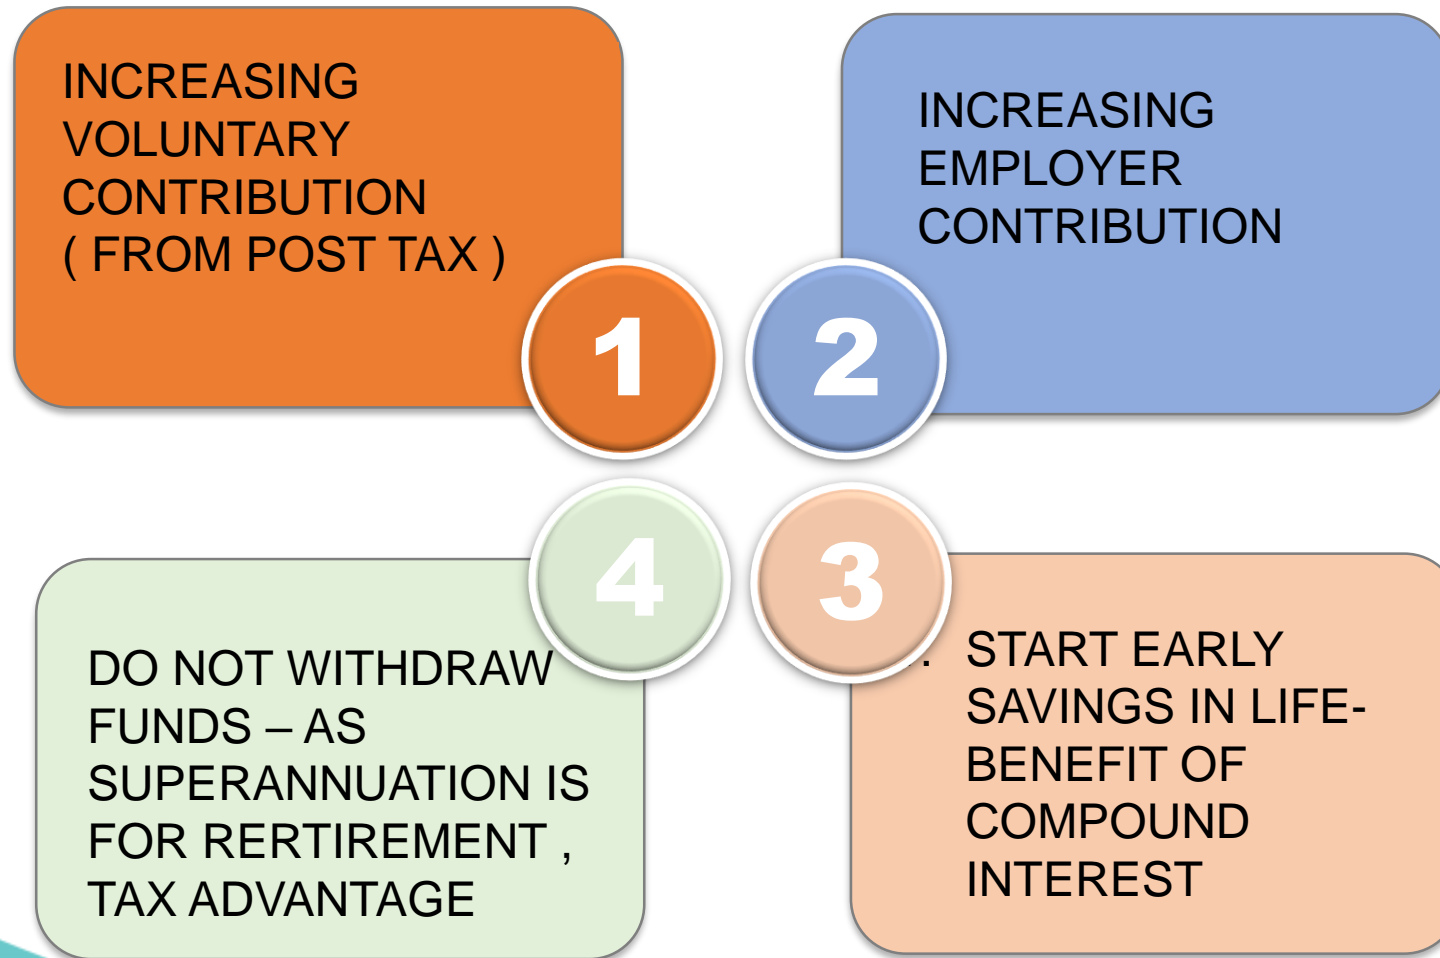 INCREASING
VOLUNTARY
CONTRIBUTION
( FROM POST TAX )
1
INCREASING
EMPLOYER
CONTRIBUTION
2
3
. START EARLY
SAVINGS IN LIFE-
BENEFIT OF
COMPOUND
INTEREST
4
DO NOT WITHDRAW
FUNDS – AS
SUPERANNUATION IS
FOR RERTIREMENT ,
TAX ADVANTAGE